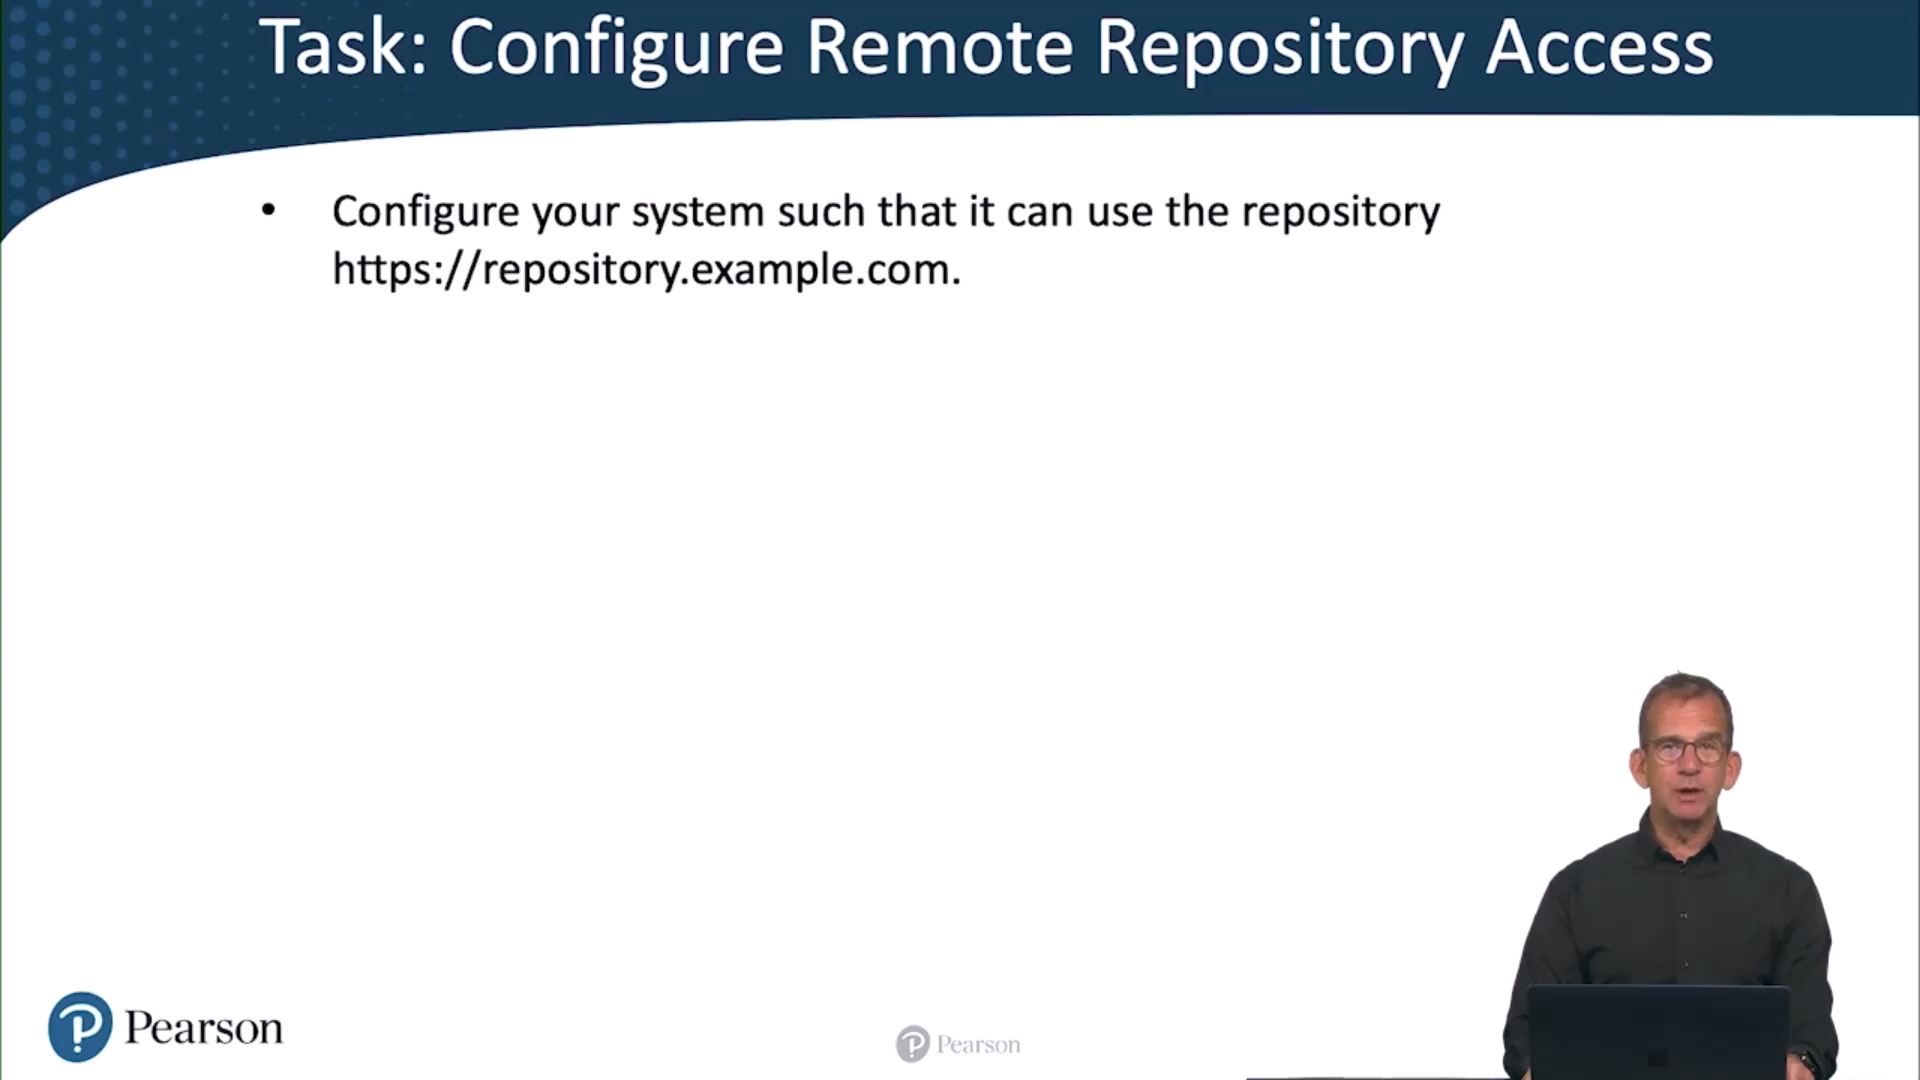 Task: Configure Remote Repository Access
• Configure your system such that it can use the repository
https://repository.example.com.
Pearson
Pearson